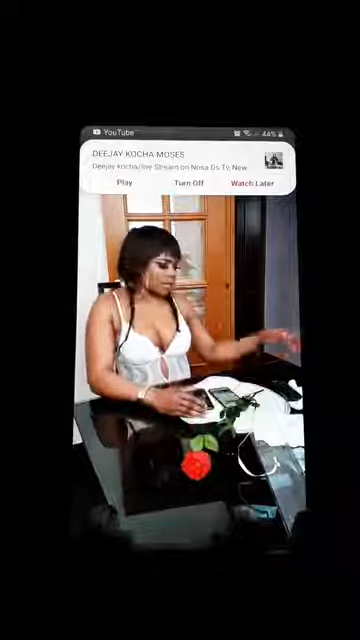 YouTube
44%
DEEJAY KOCHA MOSES
Deejay kocha/live Stream on Nosa Ds Tv, New
Play Turn Off Watch Later